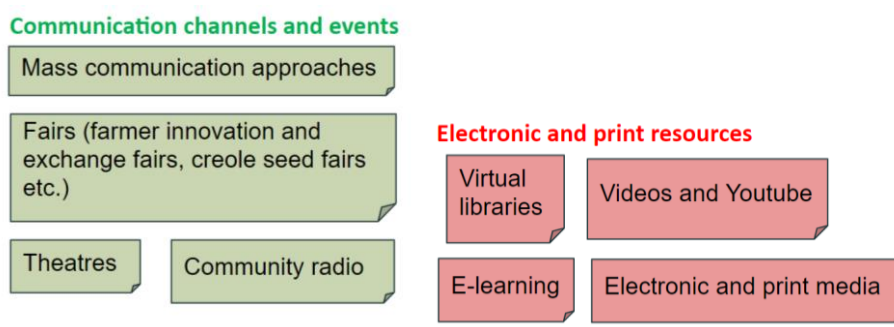 Communication channels and events
Mass communication approaches
Fairs (farmer innovation and
exchange fairs, creole seed fairs
etc.)
Theatres
Community radio
Electronic and print resources
Virtual
libraries
Videos and Youtube
E-learning
Electronic and print media